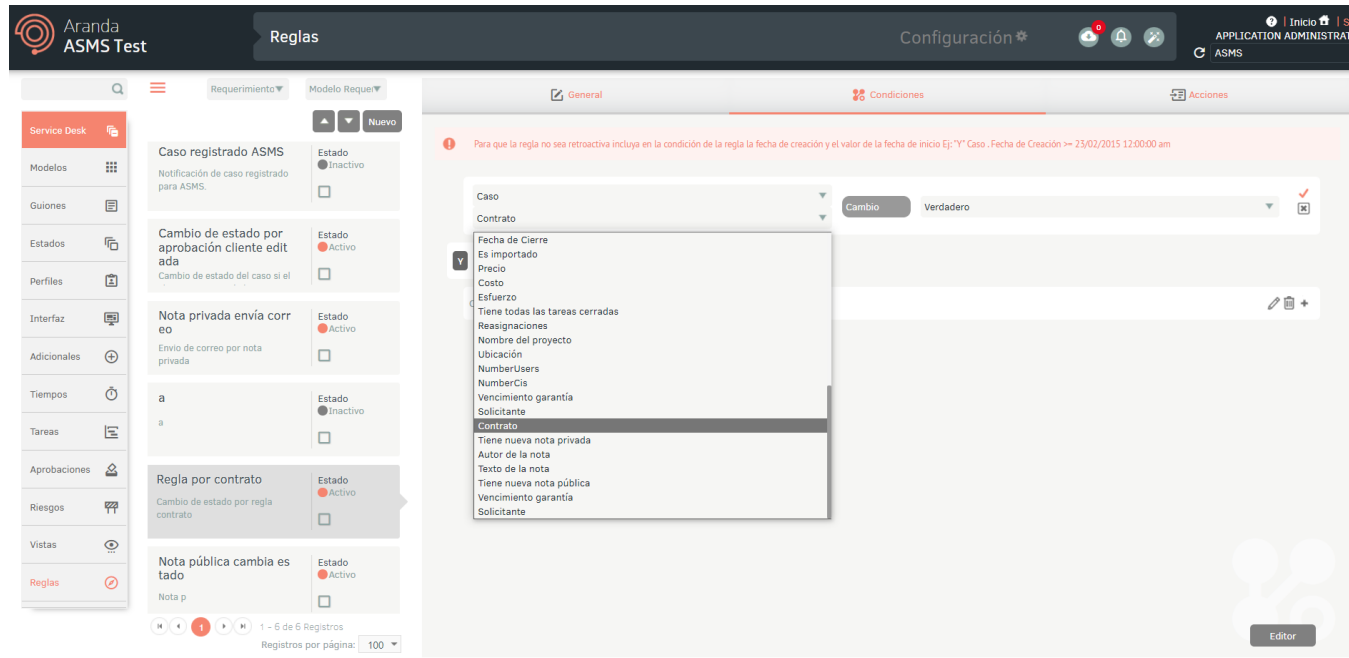 Aranda
ASMS Test
Reglas
Configuración
0
Inicio
APPLICATION ADMINISTRAT
ASMS
Requerimiento
Modelo Requer
Nuevo
Service Desk
Modelos
Guiones
Estados
Perfiles
Interfaz
Adicionales
Tiempos
Tareas
Aprobaciones
Riesgos
Vistas
Reglas
Caso registrado ASMS
Notificación de caso registrado
para ASMS.
Estado
Inactivo
Cambio de estado por
aprobación cliente edit
ada
Cambio de estado del caso si el
Estado
Activo
Nota privada envía corr
eo
Envio de correo por nota
privada
Estado
Activo
a
a
Estado
Inactivo
Regla por contrato
Cambio de estado por regla
contrato
Estado
Activo
Nota pública cambia es
tado
Nota p
Estado
Activo
1
1 - 6 de 6 Registros
Registros por página: 100
General
Condiciones
Acciones
Para que la regla no sea retroactiva incluya en la condición de la regla la fecha de creación y el valor de la fecha de inicio Ej: "Y" Caso . Fecha de Creación >= 23/02/2015 12:00:00 am
Caso
Contrato
Cambio
Verdadero
Y
Fecha de Cierre
Es importado
Precio
Costo
Esfuerzo
Tiene todas las tareas cerradas
Reasignaciones
Nombre del proyecto
Ubicación
NumberUsers
NumberCis
Vencimiento garantía
Solicitante
Contrato
Tiene nueva nota privada
Autor de la nota
Texto de la nota
Tiene nueva nota pública
Vencimiento garantía
Solicitante
Editor